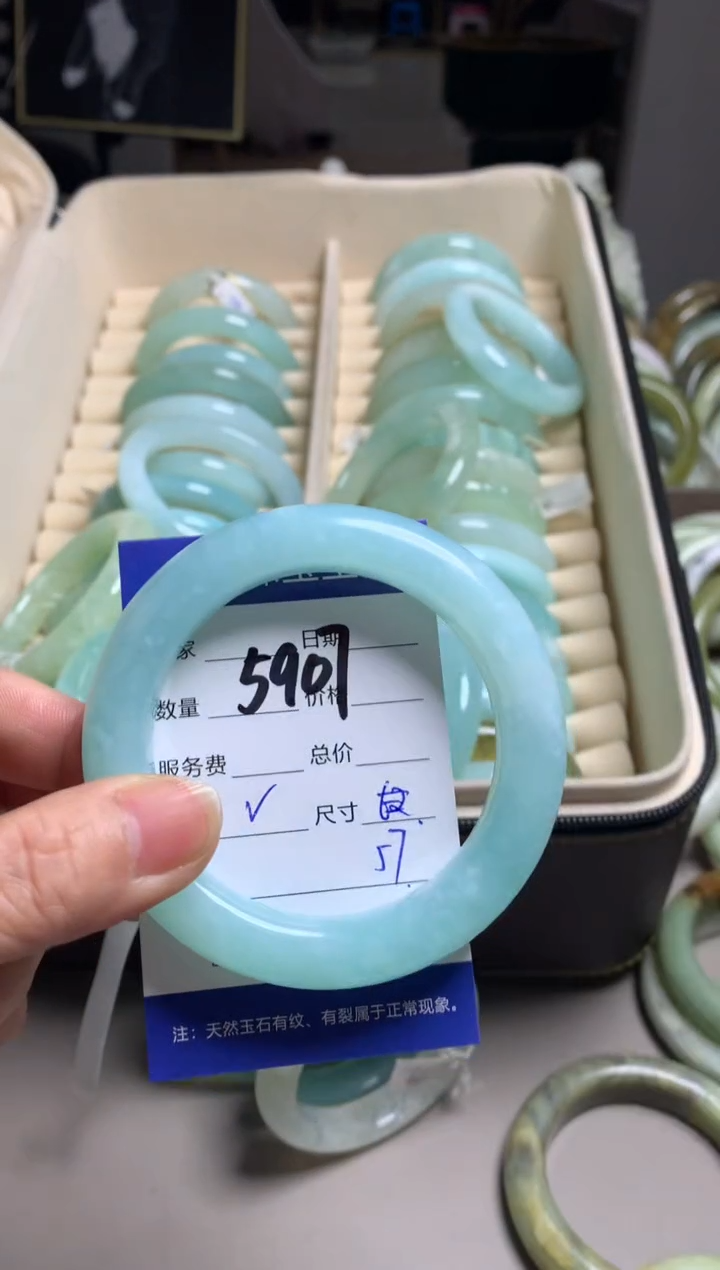 家 日期
5907
数量 价格
服务费 总价
√ 尺寸
57.
注：天然玉石有纹、有裂属于正常现象。